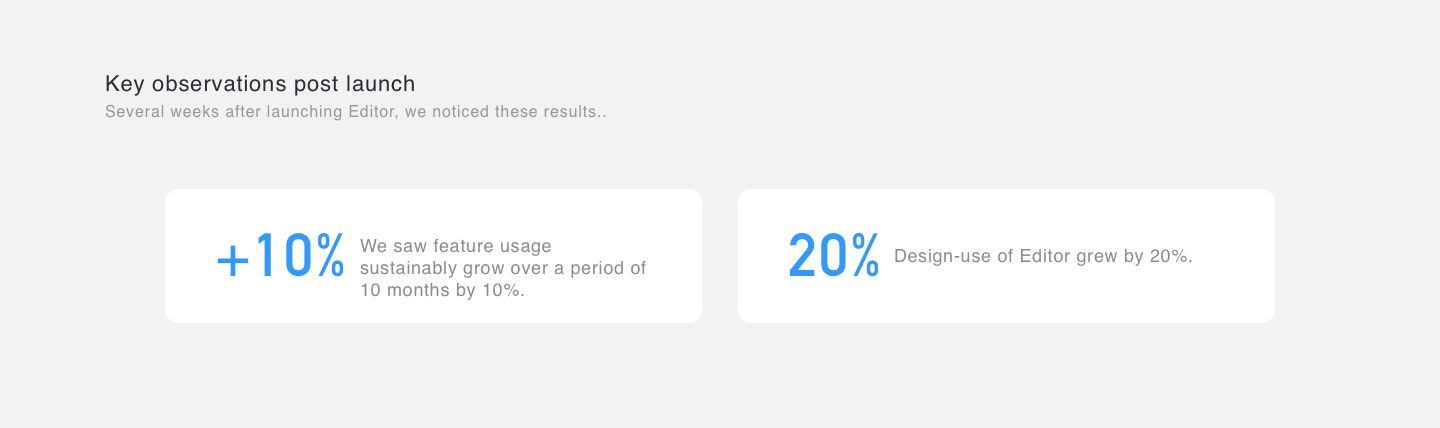 Key observations post launch
Several weeks after launching Editor, we noticed these results..
+10%
We saw feature usage
sustainably grow over a period of
10 months by 10%.
20%
Design-use of Editor grew by 20%.